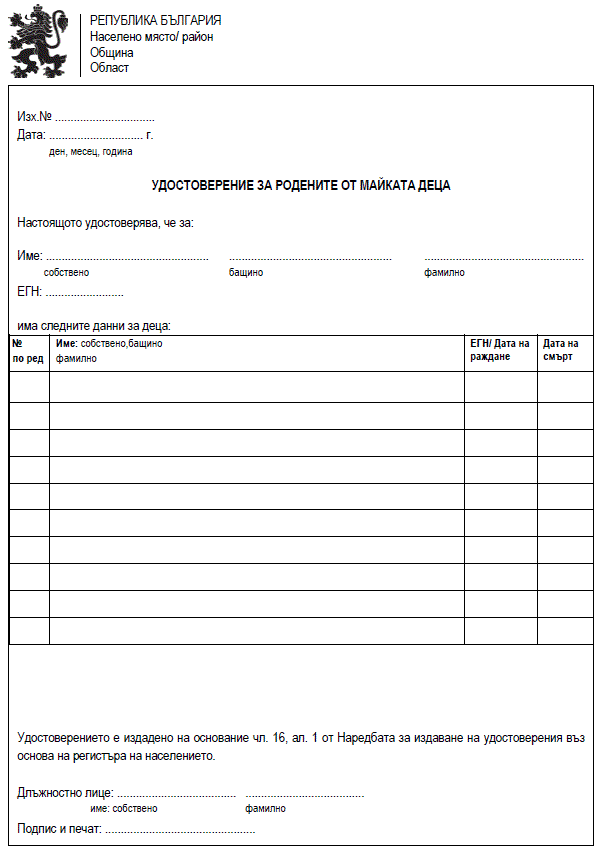 РЕПУБЛИКА БЪЛГАРИЯ
Населено място/ район
Община
Област
Изх.№ ................................
Дата: .............................. г.
ден, месец, година
УДОСТОВЕРЕНИЕ ЗА РОДЕНИТЕ ОТ МАЙКАТА ДЕЦА
Настоящото удостоверява, че за:
Име: .................................................... .................................................... ...................................................
собствено бащино фамилно
ЕГН: .........................
има следните данни за деца:
№ Име: собствено,бащино ЕГН/ Дата на Дата на
по ред фамилно раждане смърт
Удостоверението е издадено на основание чл. 16, ал. 1 от Наредбата за издаване на удостоверения въз
основа на регистъра на населението.
Длъжностно лице: ...................................... ......................................
име: собствено фамилно
Подпис и печат: ................................................